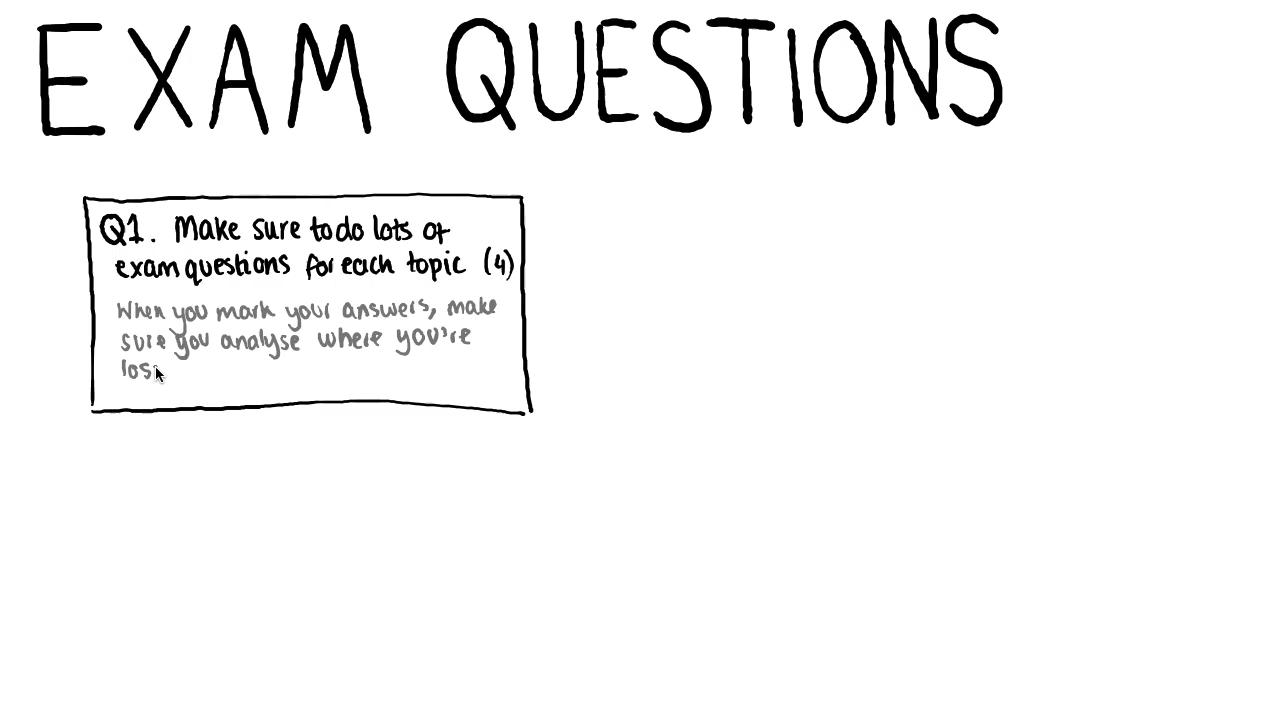 EXAM QUESTIONS
Q1. Make sure to do lots of
exam questions for each topic (4)
When you mark your answers, make
sure you analyse where you're
los